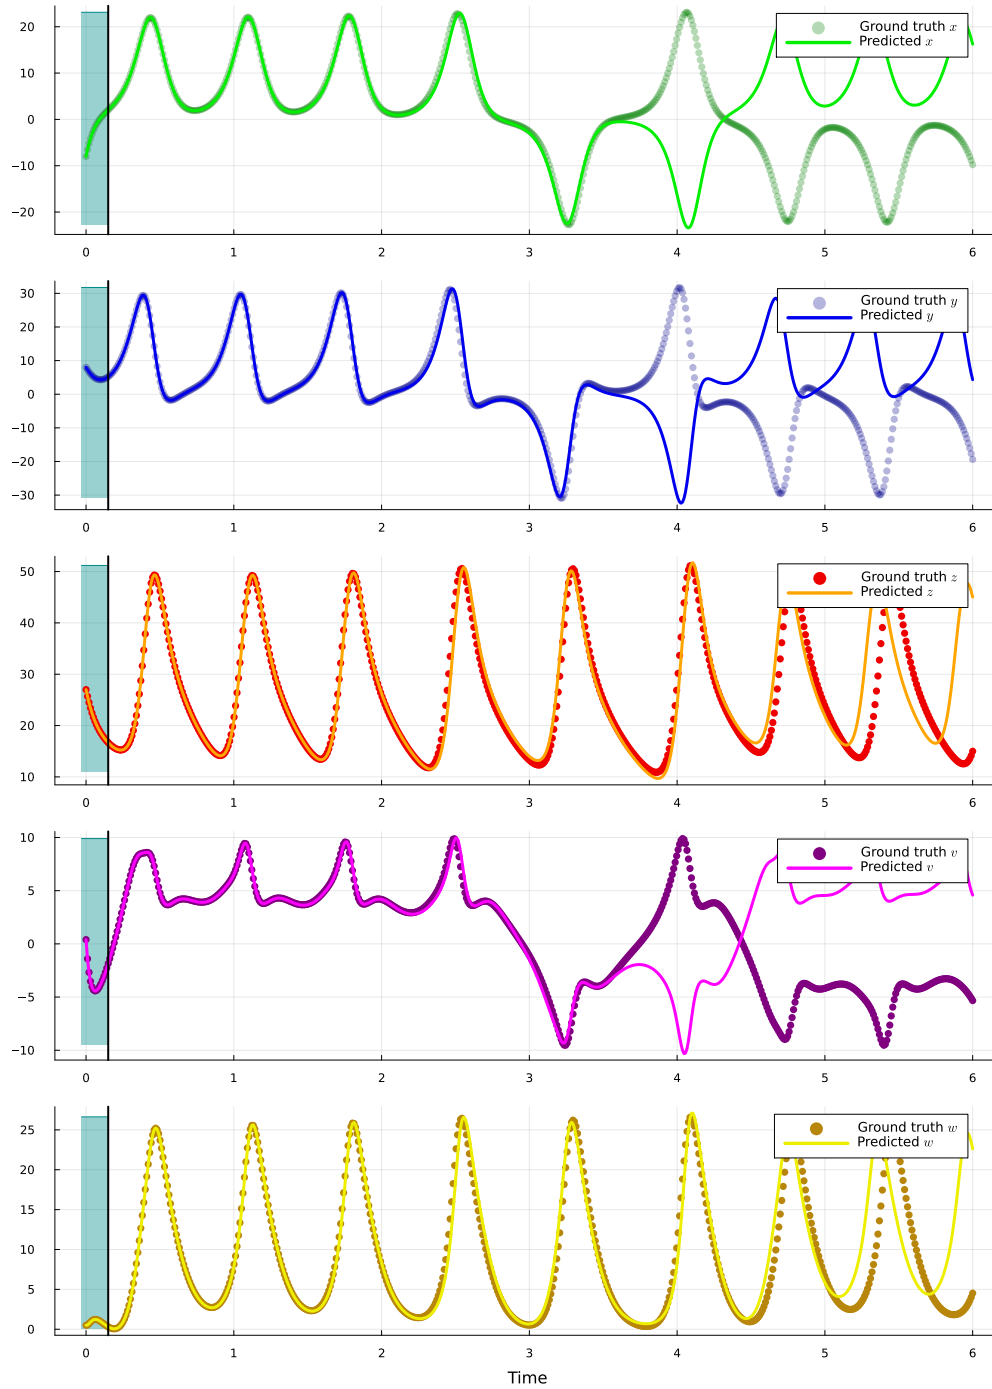 20
10
0
−10
−20
Ground truth x
Predicted x
0 1 2 3 4 5 6
30
20
10
0
−10
−20
−30
Ground truth y
Predicted y
0 1 2 3 4 5 6
50
40
30
20
10
Ground truth z
Predicted z
0 1 2 3 4 5 6
10
5
0
−5
−10
Ground truth v
Predicted v
0 1 2 3 4 5 6
25
20
15
10
5
0
Ground truth w
Predicted w
0 1 2 3 4 5 6
Time